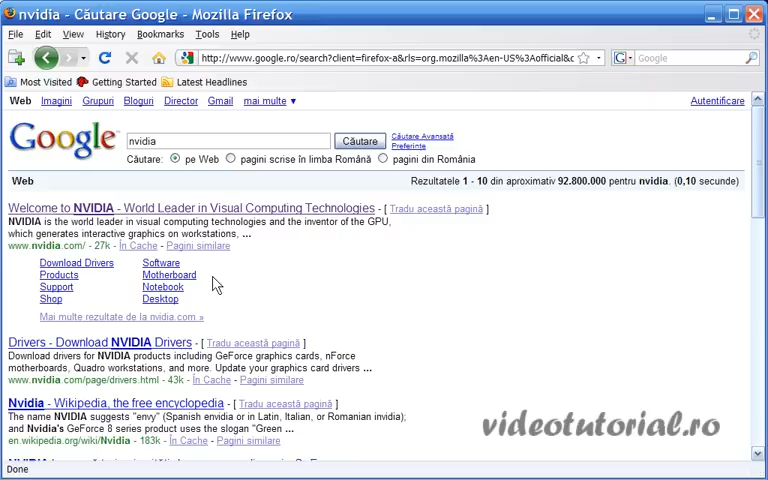 nvidia - Căutare Google - Mozilla Firefox
File Edit View History Bookmarks Tools Help
http://www.google.ro/search?client=firefox-a&rls=org.mozilla%3Aen-US%3Aofficial&c
Google
Most Visited Getting Started Latest Headlines
Web Imagini Grupuri Bloguri Director Gmail mai multe ▼ Autentificare
Google nvidia Căutare Căutare Avansată
Preferinţe
Căutare: pe Web pagini scrise în limba Română pagini din România
Web Rezultatele 1 - 10 din aproximativ 92.800.000 pentru nvidia. (0,10 secunde)
Welcome to NVIDIA - World Leader in Visual Computing Technologies - [ Tradu această pagină ]
NVIDIA is the world leader in visual computing technologies and the inventor of the GPU,
which generates interactive graphics on workstations, ...
www.nvidia.com/ - 27k - În Cache - Pagini similare
Download Drivers Software
Products Motherboard
Support Notebook
Shop Desktop
Mai multe rezultate de la nvidia.com »
Drivers - Download NVIDIA Drivers - [ Tradu această pagină ]
Download drivers for NVIDIA products including GeForce graphics cards, nForce
motherboards, Quadro workstations, and more. Update your graphics card drivers ...
www.nvidia.com/page/drivers.html - 43k - În Cache - Pagini similare
Nvidia - Wikipedia, the free encyclopedia - [ Tradu această pagină ]
The name NVIDIA suggests "envy" (Spanish envidia or in Latin, Italian, or Romanian invidia);
and Nvidia's GeForce 8 series product uses the slogan "Green ...
en.wikipedia.org/wiki/Nvidia - 183k - În Cache - Pagini similare
videotutorial.ro
Done